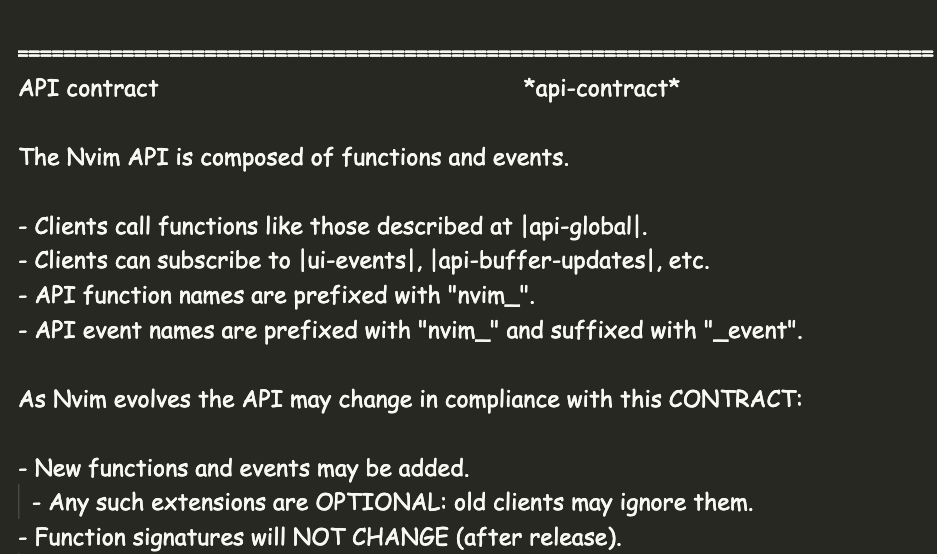 ==============================================================================
API contract *api-contract*
The Nvim API is composed of functions and events.
- Clients call functions like those described at |api-global|.
- Clients can subscribe to |ui-events|, |api-buffer-updates|, etc.
- API function names are prefixed with "nvim_".
- API event names are prefixed with "nvim_" and suffixed with "_event".
As Nvim evolves the API may change in compliance with this CONTRACT:
- New functions and events may be added.
- Any such extensions are OPTIONAL: old clients may ignore them.
- Function signatures will NOT CHANGE (after release).